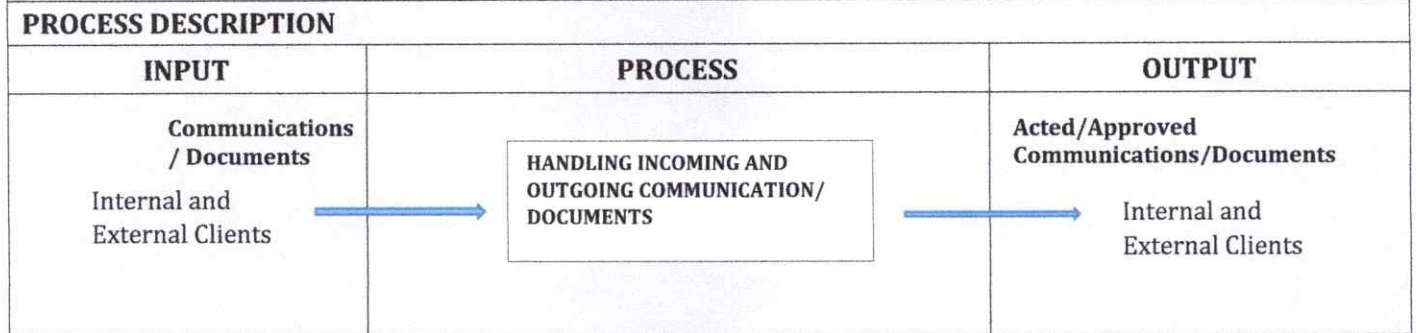 PROCESS DESCRIPTION
INPUT
PROCESS
OUTPUT
Communications
/ Documents
Internal and
External Clients
HANDLING INCOMING AND
OUTGOING COMMUNICATION/
DOCUMENTS
Acted/Approved
Communications/Documents
Internal and
External Clients